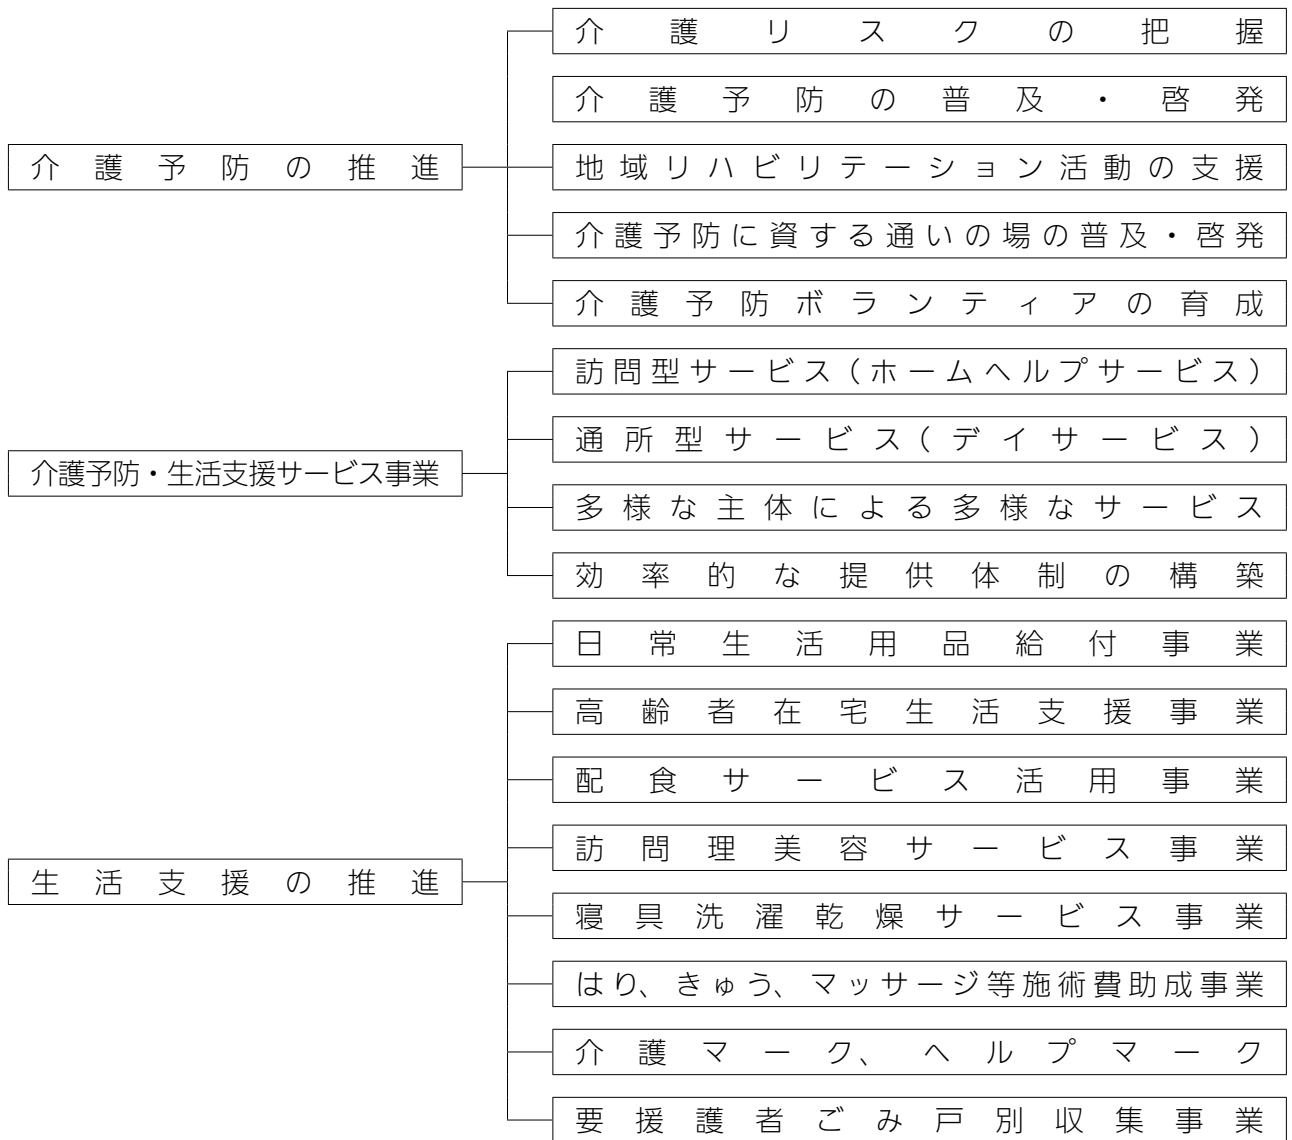 介護予防の推進
介護リスクの把握
介護予防の普及・啓発
地域リハビリテーション活動の支援
介護予防に資する通いの場の普及・啓発
介護予防ボランティアの育成
介護予防・生活支援サービス事業
訪問型サービス(ホームヘルプサービス)
通所型サービス(デイサービス)
多様な主体による多様なサービス
効率的な提供体制の構築
生活支援の推進
日常生活用品給付事業
高齢者在宅生活支援事業
配食サービス活用事業
訪問理美容サービス事業
寝具洗濯乾燥サービス事業
はり、きゅう、マッサージ等施術費助成事業
介護マーク、ヘルプマーク
要援護者ごみ戸別収集事業